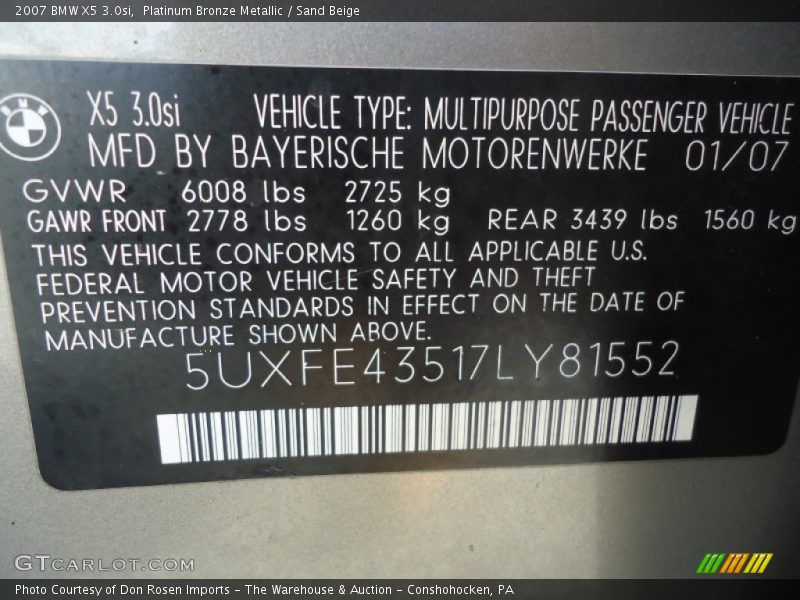 2007 BMW X5 3.0si, Platinum Bronze Metallic / Sand Beige
BMW
X5 3.0si VEHICLE TYPE: MULTIPURPOSE PASSENGER VEHICLE
MFD BY BAYERISCHE MOTORENWERKE 01/07
GVWR 6008 lbs 2725 kg
GAWR FRONT 2778 lbs 1260 kg REAR 3439 lbs 1560 kg
THIS VEHICLE CONFORMS TO ALL APPLICABLE U.S.
FEDERAL MOTOR VEHICLE SAFETY AND THEFT
PREVENTION STANDARDS IN EFFECT ON THE DATE OF
MANUFACTURE SHOWN ABOVE.
5UXFE43517LY81552
GTCARLOT.COM
Photo Courtesy of Don Rosen Imports - The Warehouse & Auction - Conshohocken, PA